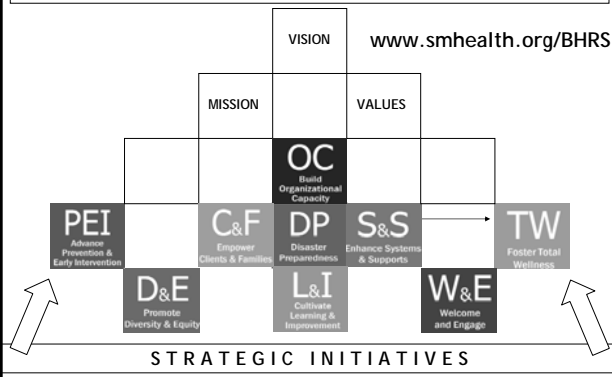 VISION
www.smhealth.org/BHRS
MISSION
VALUES
OC
Build
Organizational
Capacity
PEI
Advance
Prevention &
Early Intervention
C&F
Empower
Clients & Families
DP
Disaster
Preparedness
S&S
Enhance Systems
& Supports
TW
Foster Total
Wellness
D&E
Promote
Diversity & Equity
L&I
Cultivate
Learning &
Improvement
W&E
Welcome
and Engage
STRATEGIC INITIATIVES